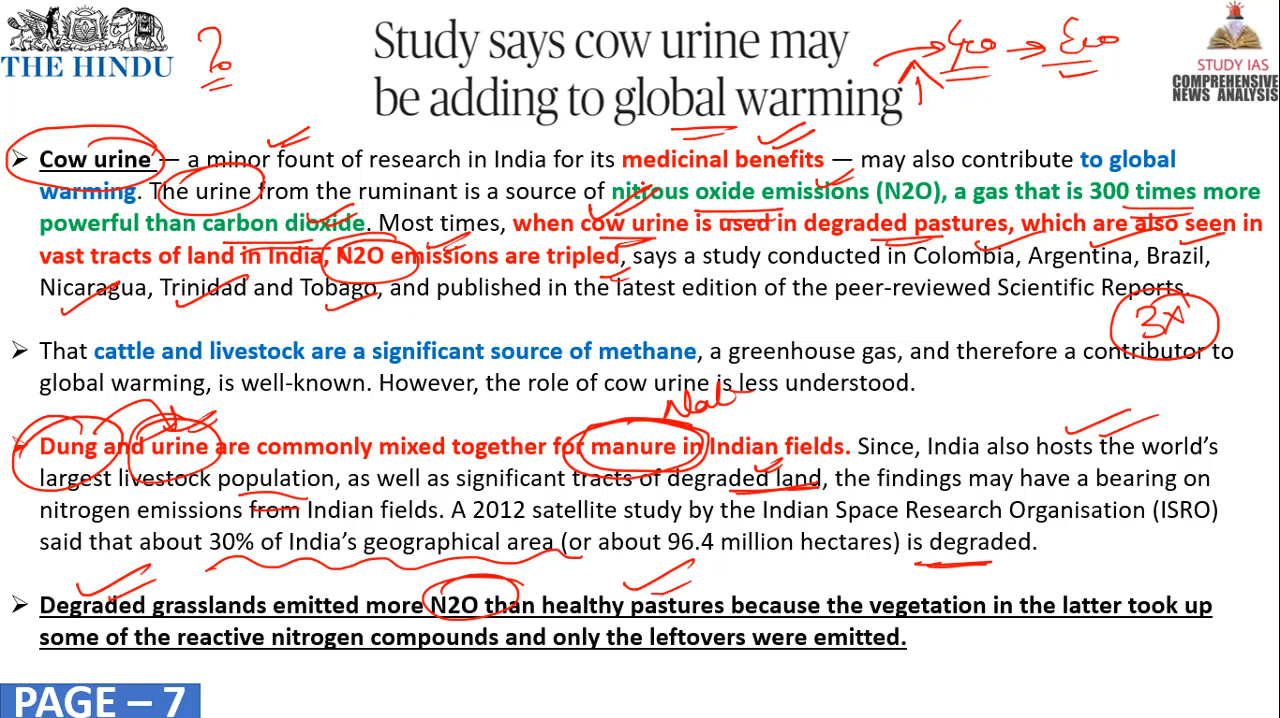 THE HINDU
Study says cow urine may
be adding to global warming
STUDY IAS
COMPREHENSIVE
NEWS ANALYSIS
➤ Cow urine — a minor fount of research in India for its medicinal benefits — may also contribute to global
warming. The urine from the ruminant is a source of nitrous oxide emissions (N2O), a gas that is 300 times more
powerful than carbon dioxide. Most times, when cow urine is used in degraded pastures, which are also seen in
vast tracts of land in India, N2O emissions are tripled, says a study conducted in Colombia, Argentina, Brazil,
Nicaragua, Trinidad and Tobago, and published in the latest edition of the peer-reviewed Scientific Reports.
3x
➤ That cattle and livestock are a significant source of methane, a greenhouse gas, and therefore a contributor to
global warming, is well-known. However, the role of cow urine is less understood.
➤ Dung and urine are commonly mixed together for manure in Indian fields. Since, India also hosts the world's
largest livestock population, as well as significant tracts of degraded land, the findings may have a bearing on
nitrogen emissions from Indian fields. A 2012 satellite study by the Indian Space Research Organisation (ISRO)
said that about 30% of India's geographical area (or about 96.4 million hectares) is degraded.
➤ Degraded grasslands emitted more N2O than healthy pastures because the vegetation in the latter took up
some of the reactive nitrogen compounds and only the leftovers were emitted.
PAGE – 7